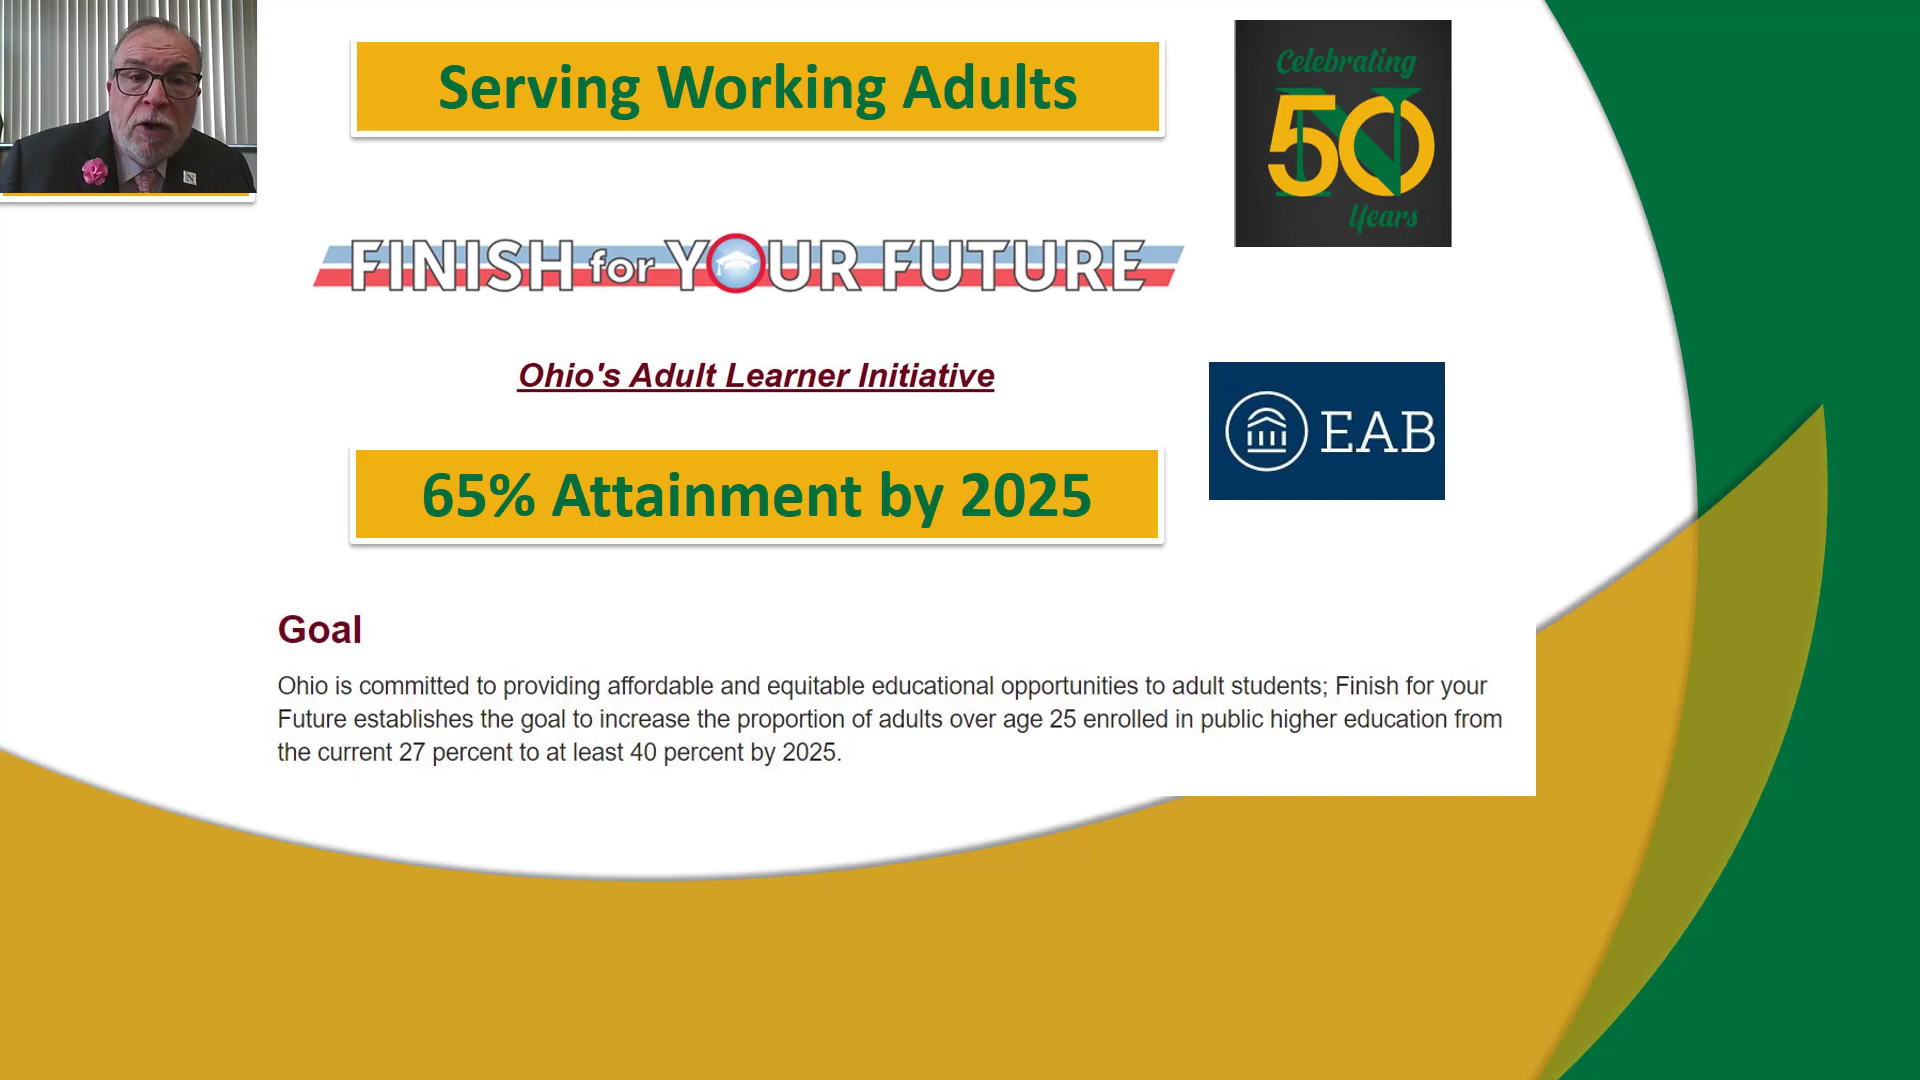 Serving Working Adults
Celebrating
50
Years
FINISH for YOUR FUTURE
Ohio's Adult Learner Initiative
EAB
65% Attainment by 2025
Goal
Ohio is committed to providing affordable and equitable educational opportunities to adult students; Finish for your
Future establishes the goal to increase the proportion of adults over age 25 enrolled in public higher education from
the current 27 percent to at least 40 percent by 2025.